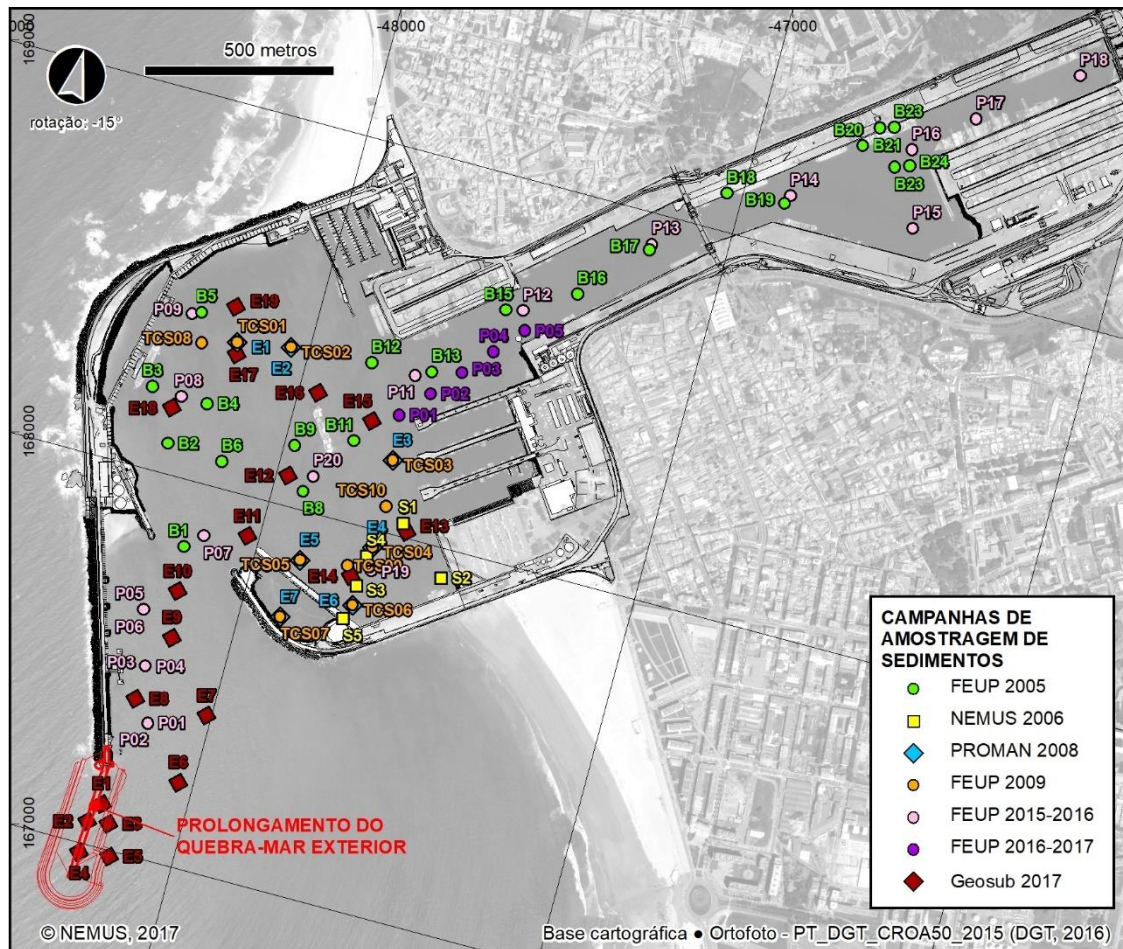 -48000
-47000
169000
500 metros
rotação: -15°
P18
P17
B23
B20
B21
P16
B24
B23
B18
P14
B19
P15
P13
B17
B16
B15
P12
P09
B5
E19
TCS01
TCS08
E1
TCS02
E2
E17
B12
P04
P05
B13
P03
B3
P08
E18
B4
E16
P11
P02
E15
P01
168000
B2
B6
B9
B11
E3
TCS03
E12
P20
B8
TCS10
S1
E13
E11
B1
P07
E5
E4
S4
TCS04
TCS05
E14
P19
S2
S3
E10
E7
E6
TCS06
TCS07
S5
P05
P06
E9
P03
P04
E8
E7
P01
P02
E6
E1
E2
E5
E4
167000
PROLONGAMENTO DO
QUEBRA-MAR EXTERIOR
CAMPANHAS DE
AMOSTRAGEM DE
SEDIMENTOS
FEUP 2005
NEMUS 2006
PROMAN 2008
FEUP 2009
FEUP 2015-2016
FEUP 2016-2017
Geosub 2017
© NEMUS, 2017
Base cartográfica ● Ortofoto - PT_DGT_CROA50_2015 (DGT, 2016)